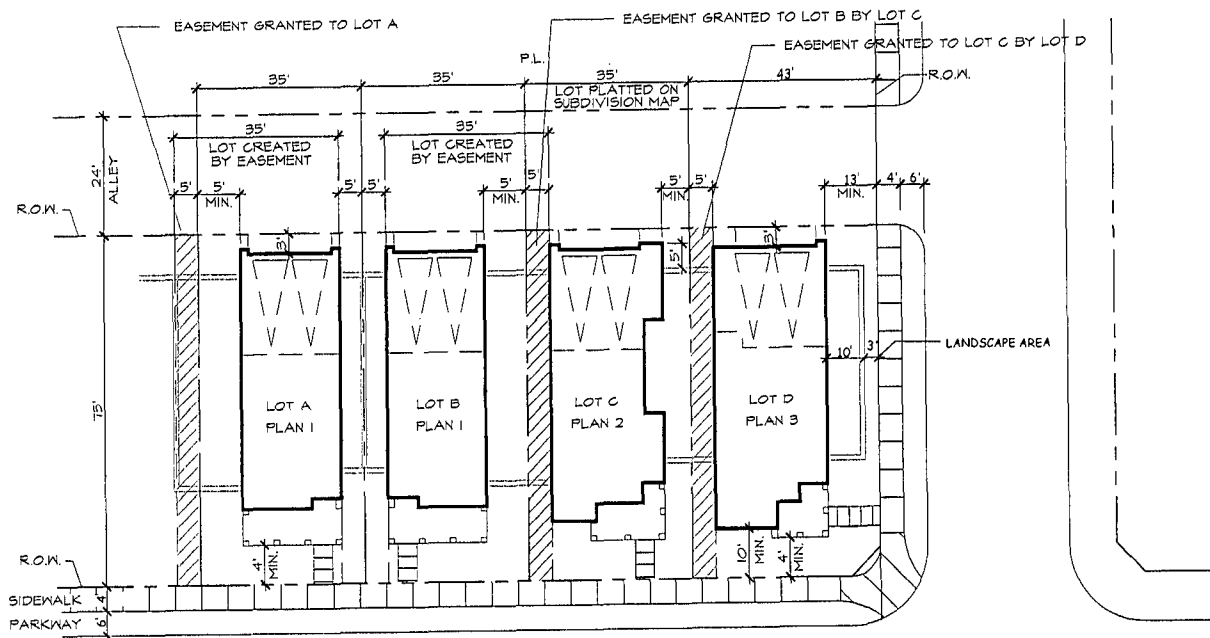 EASEMENT GRANTED TO LOT A
EASEMENT GRANTED TO LOT B BY LOT C
EASEMENT GRANTED TO LOT C BY LOT D
P.L.
R.O.W.
35'
35'
35'
43'
LOT PLATTED ON
SUBDIVISION MAP
35'
LOT CREATED
BY EASEMENT
35'
LOT CREATED
BY EASEMENT
24'
ALLEY
R.O.W.
5'
5'
MIN.
5'
5'
5'
MIN.
5'
5'
MIN.
5'
13'
MIN.
4'
6'
3'
5'
3'
75'
10'
3'
LANDSCAPE AREA
LOT A
PLAN 1
LOT B
PLAN 1
LOT C
PLAN 2
LOT D
PLAN 3
4'
MIN.
10'
MIN.
4'
MIN.
R.O.W.
SIDEWALK
4'
PARKWAY
6'